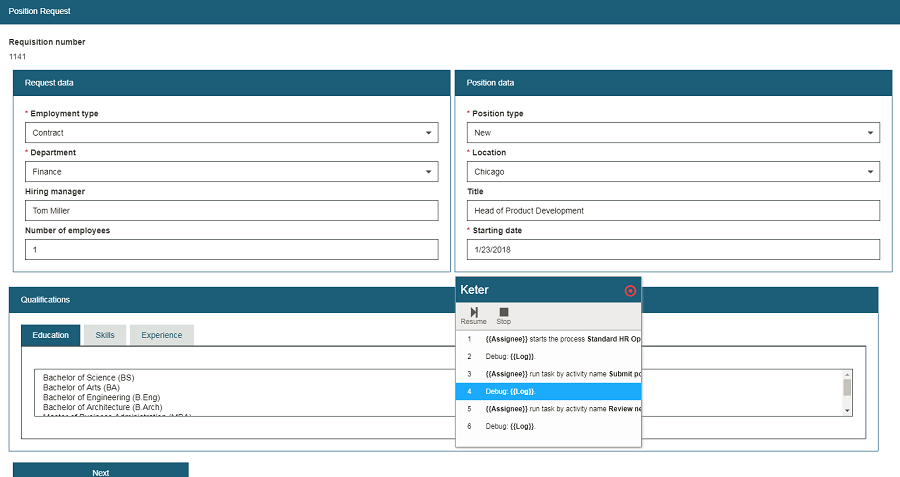 Position Request
Requisition number
1141
Request data
* Employment type
Contract
* Department
Finance
Hiring manager
Tom Miller
Number of employees
1
Position data
* Position type
New
* Location
Chicago
Title
Head of Product Development
* Starting date
1/23/2018
Qualifications
Education Skills Experience
Bachelor of Science (BS)
Bachelor of Arts (BA)
Bachelor of Engineering (B.Eng)
Bachelor of Architecture (B.Arch)
Master of Business Administration (MBA)
Next
Keter
Resume Stop
1 {{Assignee}} starts the process Standard HR Op
2 Debug: {{Log}}.
3 {{Assignee}} run task by activity name Submit po
4 Debug: {{Log}}.
5 {{Assignee}} run task by activity name Review ne
6 Debug: {{Log}}.